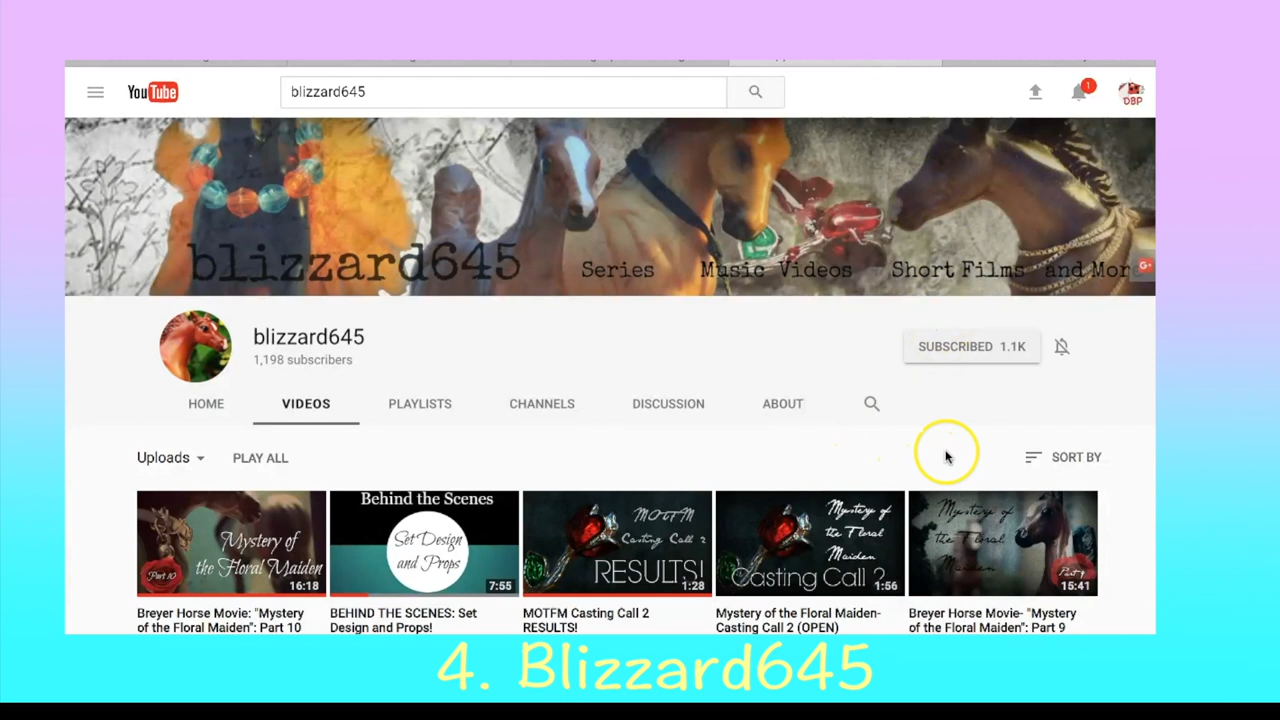 YouTube
blizzard645
1
DBP
blizzard645
Series Music Videos Short Films and Mor
G+
blizzard645
1,198 subscribers
SUBSCRIBED 1.1K
HOME VIDEOS PLAYLISTS CHANNELS DISCUSSION ABOUT
Uploads PLAY ALL SORT BY
Mystery of
the Floral Maiden
Part 10
16:18
Behind the Scenes
Set Design
and Props
7:55
MOTFM
Casting Call 2
RESULTS!
1:28
Mystery of
the Floral
Maiden
Casting Call 2
1:56
Mystery of
the Floral
Maiden
Part 9
15:41
Breyer Horse Movie: "Mystery
of the Floral Maiden": Part 10
BEHIND THE SCENES: Set
Design and Props!
MOTFM Casting Call 2
RESULTS!
Mystery of the Floral Maiden-
Casting Call 2 (OPEN)
Breyer Horse Movie- "Mystery
of the Floral Maiden": Part 9
4. Blizzard645